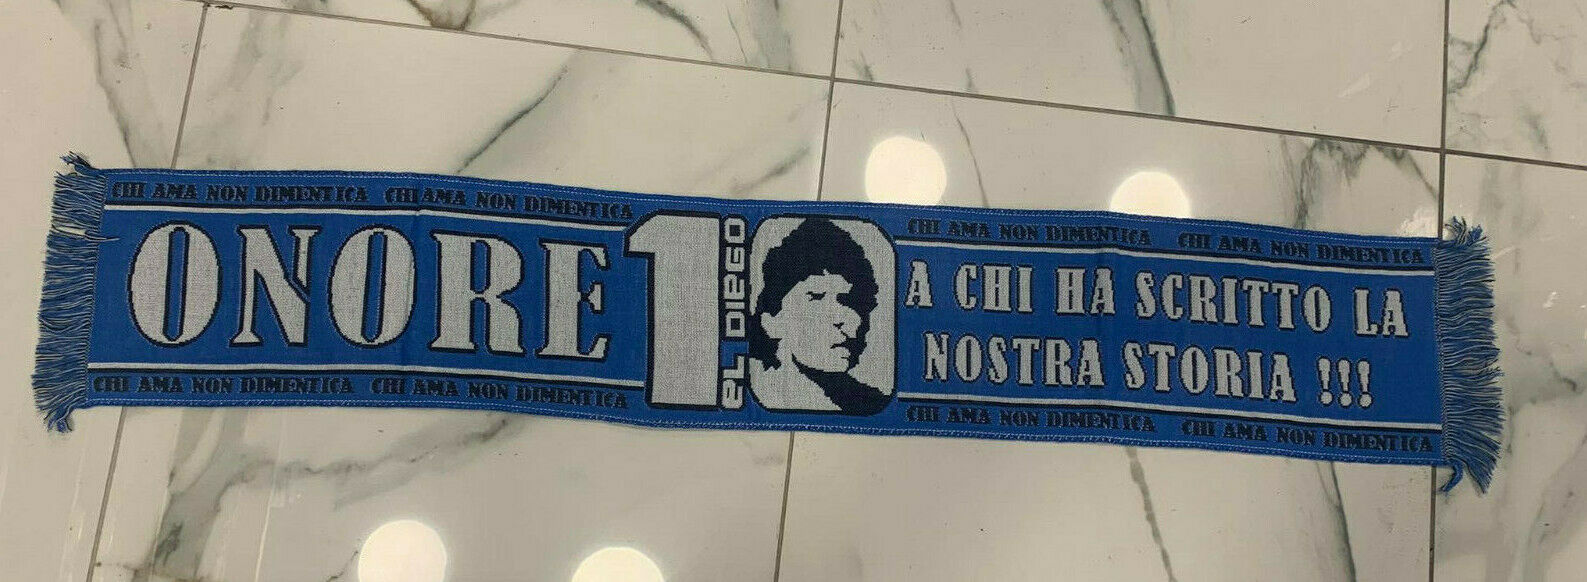 CHI AMA NON DIMENTICA CHI AMA NON DIMENTICA
ONORE
CHI AMA NON DIMENTICA CHI AMA NON DIMENTICA
10
EL DIEGO
CHI AMA NON DIMENTICA CHI AMA NON DIMENTICA
A CHI HA SCRITTO LA
NOSTRA STORIA !!!
CHI AMA NON DIMENTICA CHI AMA NON DIMENTICA